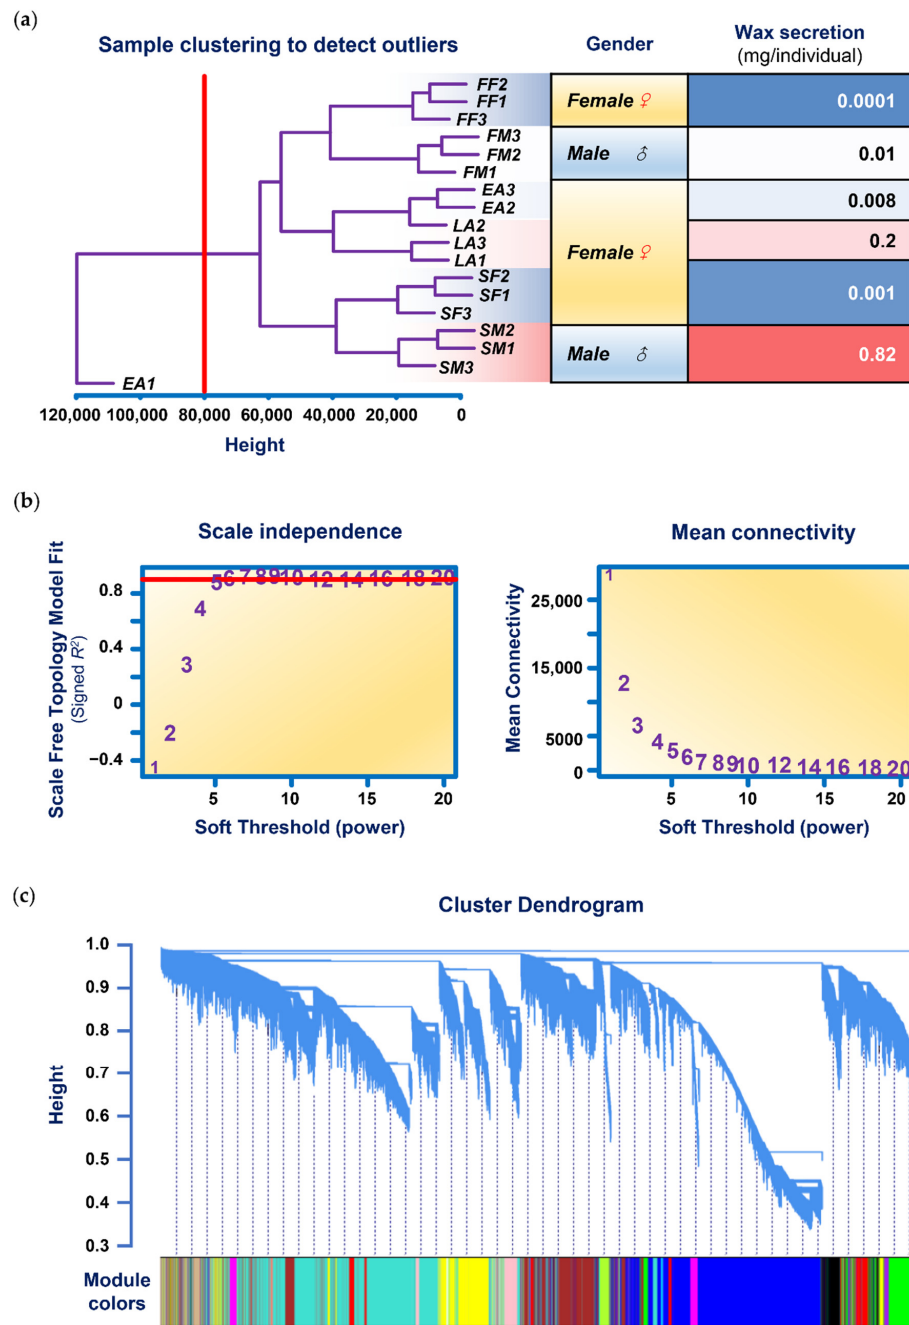 (a)
Sample clustering to detect outliers
Gender
Wax secretion
(mg/individual)
FF2
FF1
FF3
FM3
FM2
FM1
EA3
EA2
LA2
LA3
LA1
SF2
SF1
SF3
SM2
SM1
SM3
EA1
Female ♀
Male ♂
Female ♀
Male ♂
0.0001
0.01
0.008
0.2
0.001
0.82
120,000 100,000 80,000 60,000 40,000 20,000 0
Height
(b)
Scale independence
Scale Free Topology Model Fit
(Signed R²)
0.8
0.4
0
−0.4
1 2 3 4 5 6 7 8 9 10 12 14 16 18 20
5 10 15 20
Soft Threshold (power)
Mean connectivity
Mean Connectivity
25,000
15,000
5000
0
1 2 3 4 5 6 7 8 9 10 12 14 16 18 20
5 10 15 20
Soft Threshold (power)
(c)
Cluster Dendrogram
Height
1.0
0.9
0.8
0.7
0.6
0.5
0.4
0.3
Module
colors